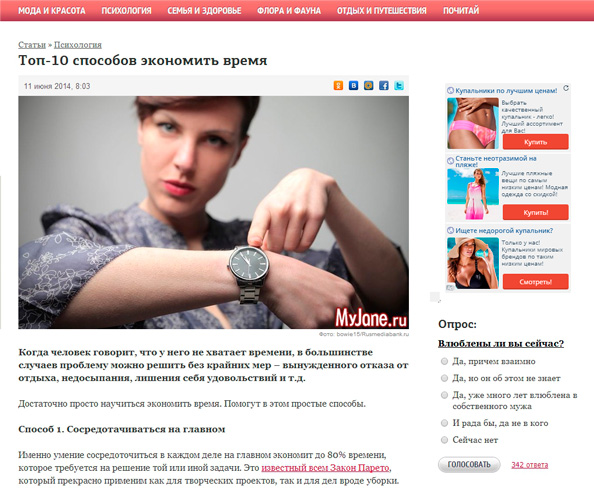 МОДА И КРАСОТА ПСИХОЛОГИЯ СЕМЬЯ И ЗДОРОВЬЕ ФЛОРА И ФАУНА ОТДЫХ И ПУТЕШЕСТВИЯ ПОЧИТАЙ
Статьи » Психология
Топ-10 способов экономить время
11 июня 2014, 8:03
MyJane.ru
Фото: bowie15/Rusmediabank.ru
Когда человек говорит, что у него не хватает времени, в большинстве
случаев проблему можно решить без крайних мер – вынужденного отказа от
отдыха, недосыпания, лишения себя удовольствий и т.д.
Достаточно просто научиться экономить время. Помогут в этом простые способы.
Способ 1. Сосредотачиваться на главном
Именно умение сосредоточиться в каждом деле на главном экономит до 80% времени,
которое требуется на решение той или иной задачи. Это известный всем Закон Парето,
который прекрасно применим как для творческих проектов, так и для дел вроде уборки.
Купальники по лучшим ценам!
Выбрать
качественный
купальник - легко!
Лучший ассортимент
для Вас!
Купить
Станьте неотразимой на
пляже!
Лучшие пляжные
вещи по самым
низким ценам! Модная
одежда со скидкой!
Купить!
Ищете недорогой купальник?
Только у нас!
Купальники мировых
брендов по таким
низким ценам!
Смотреть!
Опрос:
Влюблены ли вы сейчас?
Да, причем взаимно
Да, но он об этом не знает
Да, уже много лет влюблена в
собственного мужа
И рада бы, да не в кого
Сейчас нет
ГОЛОСОВАТЬ 342 ответа